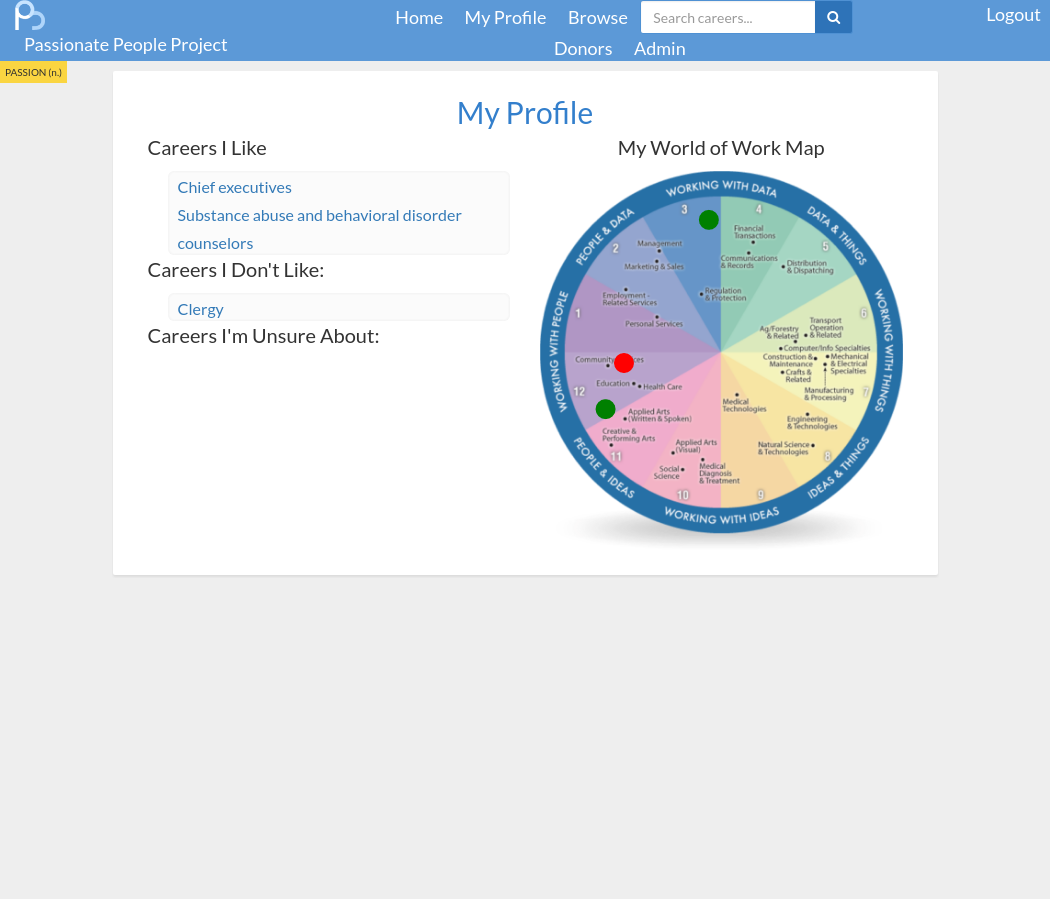 Home My Profile Browse Search careers... Logout
Passionate People Project
Donors Admin
PASSION (n.)
My Profile
Careers I Like
Chief executives
Substance abuse and behavioral disorder
counselors
Careers I Don't Like:
Clergy
Careers I'm Unsure About:
My World of Work Map
WORKING WITH DATA
PEOPLE & DATA
DATA & THINGS
3
4
2
5
Financial
Transactions
Management
Marketing & Sales
Communications
& Records
Distribution
& Dispatching
Employment -
Related Services
Regulation
& Protection
Personal Services
1
6
WORKING WITH PEOPLE
WORKING WITH THINGS
Transport
Operation
& Related
Ag/Forestry
& Related
Computer/Info Specialties
Construction &
Maintenance
Mechanical
& Electrical
Specialties
Crafts &
Related
Manufacturing
& Processing
Education
Health Care
12
7
Medical
Technologies
Applied Arts
(Written & Spoken)
Engineering
& Technologies
Creative &
Performing Arts
Applied Arts
(Visual)
Natural Science
& Technologies
11
8
Social
Science
Medical
Diagnosis
& Treatment
10
9
PEOPLE & IDEAS
IDEAS & THINGS
WORKING WITH IDEAS